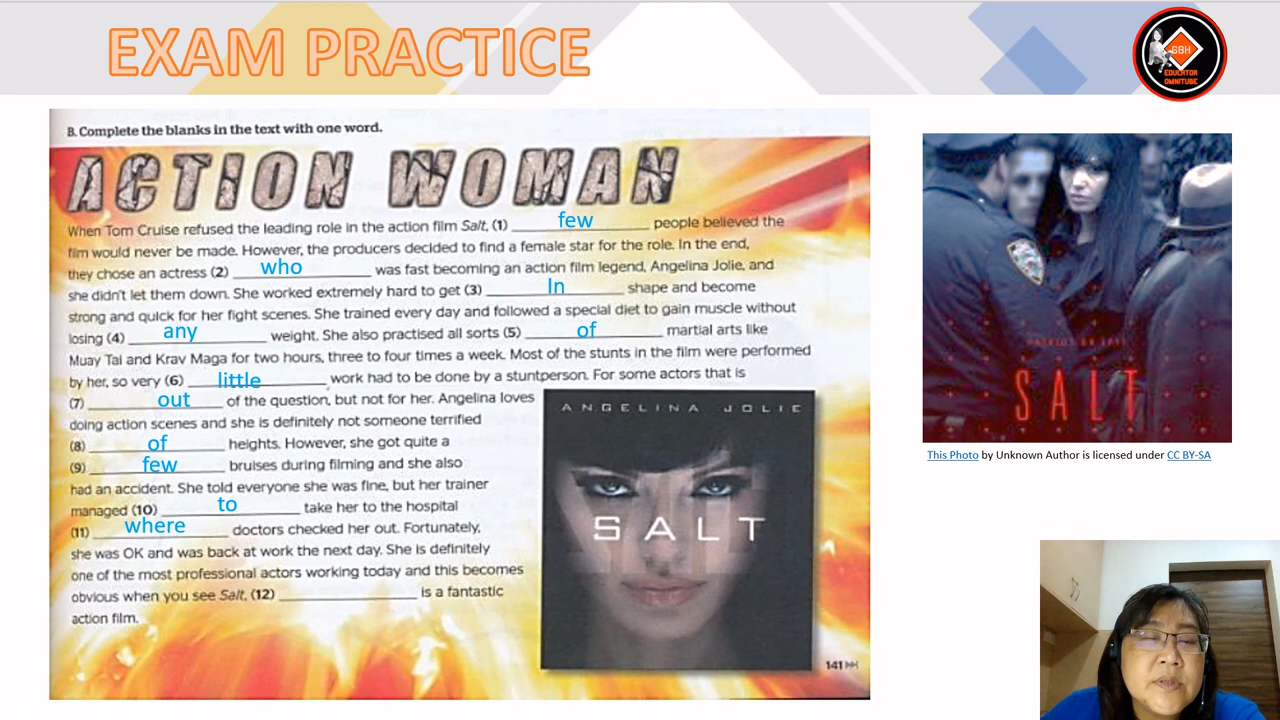 EXAM PRACTICE
GBH
EDUCATOR
OMNITUBE
B. Complete the blanks in the text with one word.
ACTION WOMAN
When Tom Cruise refused the leading role in the action film Salt, (1) few people believed the
film would never be made. However, the producers decided to find a female star for the role. In the end,
they chose an actress (2) who was fast becoming an action film legend, Angelina Jolie, and
she didn't let them down. She worked extremely hard to get (3) In shape and become
strong and quick for her fight scenes. She trained every day and followed a special diet to gain muscle without
losing (4) any weight. She also practised all sorts (5) of martial arts like
Muay Tai and Krav Maga for two hours, three to four times a week. Most of the stunts in the film were performed
by her, so very (6) little work had to be done by a stuntperson. For some actors that is
(7) out of the question, but not for her. Angelina loves
doing action scenes and she is definitely not someone terrified
(8) of heights. However, she got quite a
(9) few bruises during filming and she also
had an accident. She told everyone she was fine, but her trainer
managed (10) to take her to the hospital
(11) where doctors checked her out. Fortunately,
she was OK and was back at work the next day. She is definitely
one of the most professional actors working today and this becomes
obvious when you see Salt, (12) is a fantastic
action film.
ANGELINA JOLIE
SALT
141
SALT
This Photo by Unknown Author is licensed under CC BY-SA